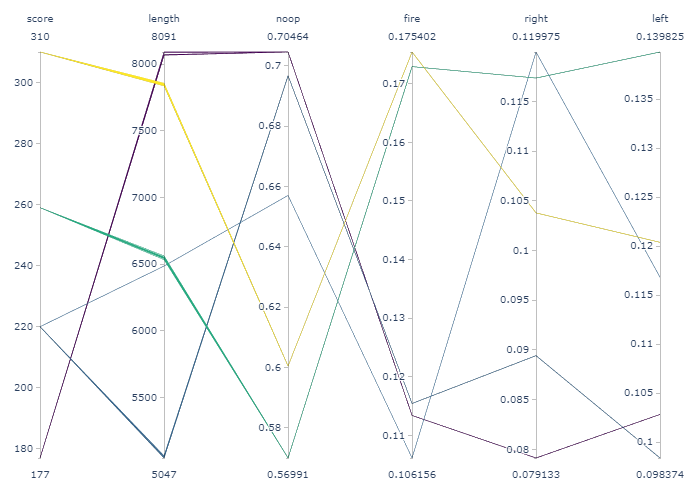 score length noop fire right left
310 8091 0.70464 0.175402 0.119975 0.139825
300 280 260 240 220 200 180
8000 7500 7000 6500 6000 5500
0.7 0.68 0.66 0.64 0.62 0.6 0.58
0.17 0.16 0.15 0.14 0.13 0.12 0.11
0.115 0.11 0.105 0.1 0.095 0.09 0.085 0.08
0.135 0.13 0.125 0.12 0.115 0.11 0.105 0.1
177 5047 0.56991 0.106156 0.079133 0.098374